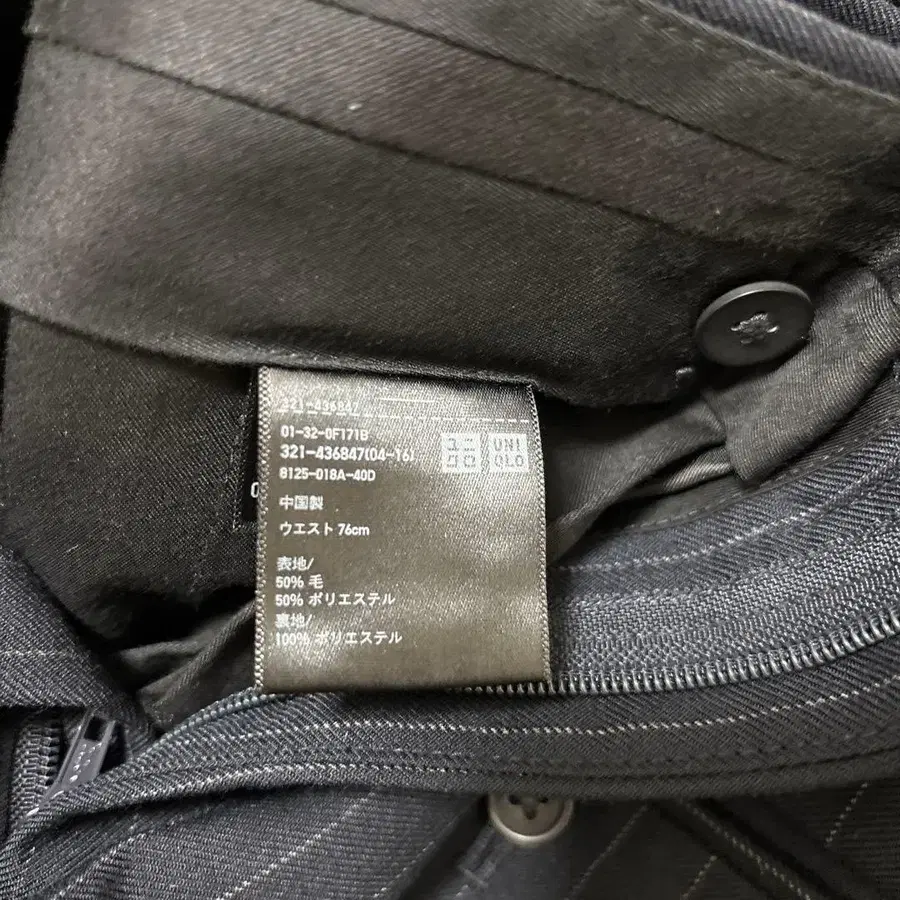 321-436847
01-32-0F171B
321-436847(04-16)
8125-018A-40D
ユニ
クロ
UNI
QLO
中国製
ウエスト 76cm
表地/
50% 毛
50% ポリエステル
裏地/
100% ポリエステル